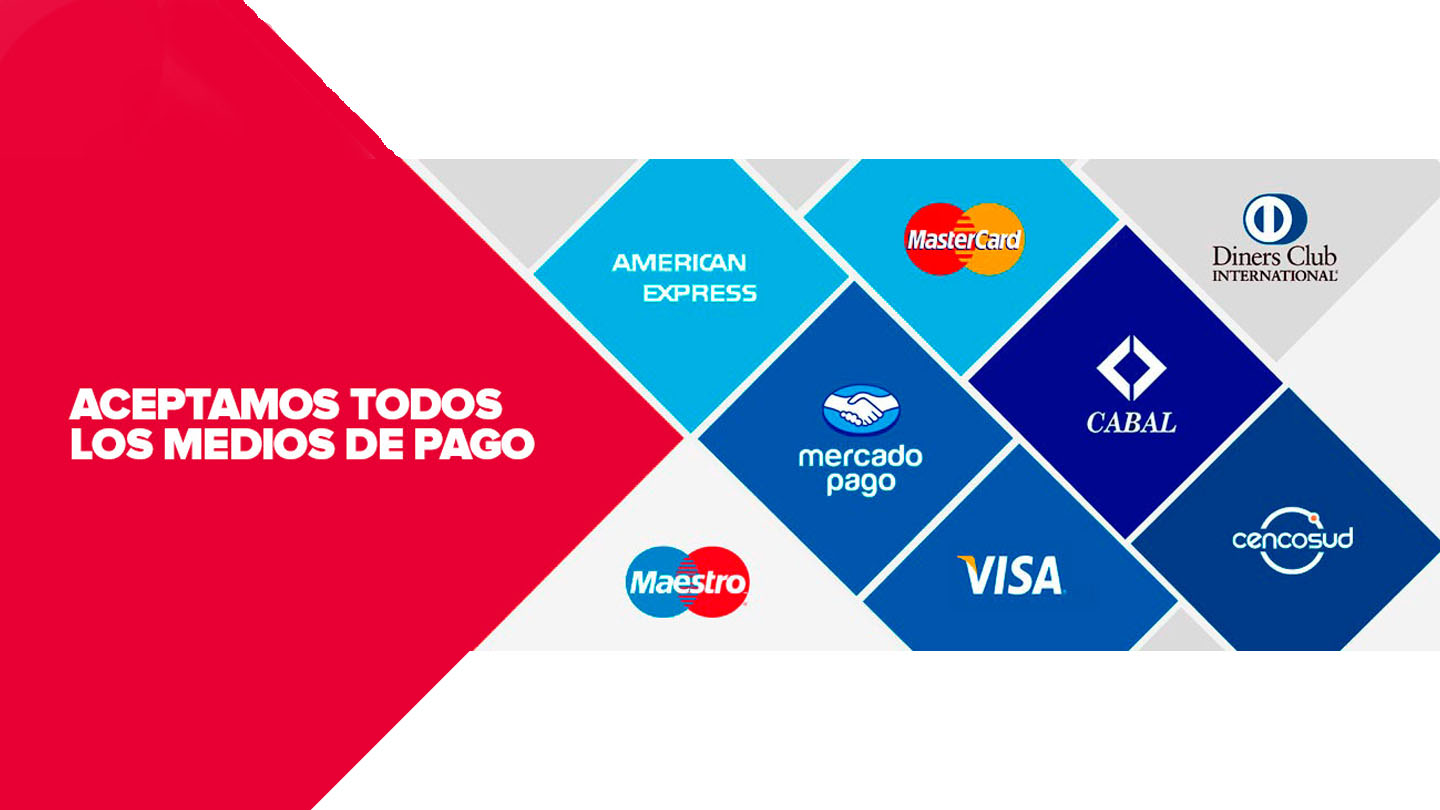 ACEPTAMOS TODOS
LOS MEDIOS DE PAGO
AMERICAN
EXPRESS
MasterCard
Diners Club
INTERNATIONAL®
mercado
pago
CABAL
Maestro
VISA
cencosud